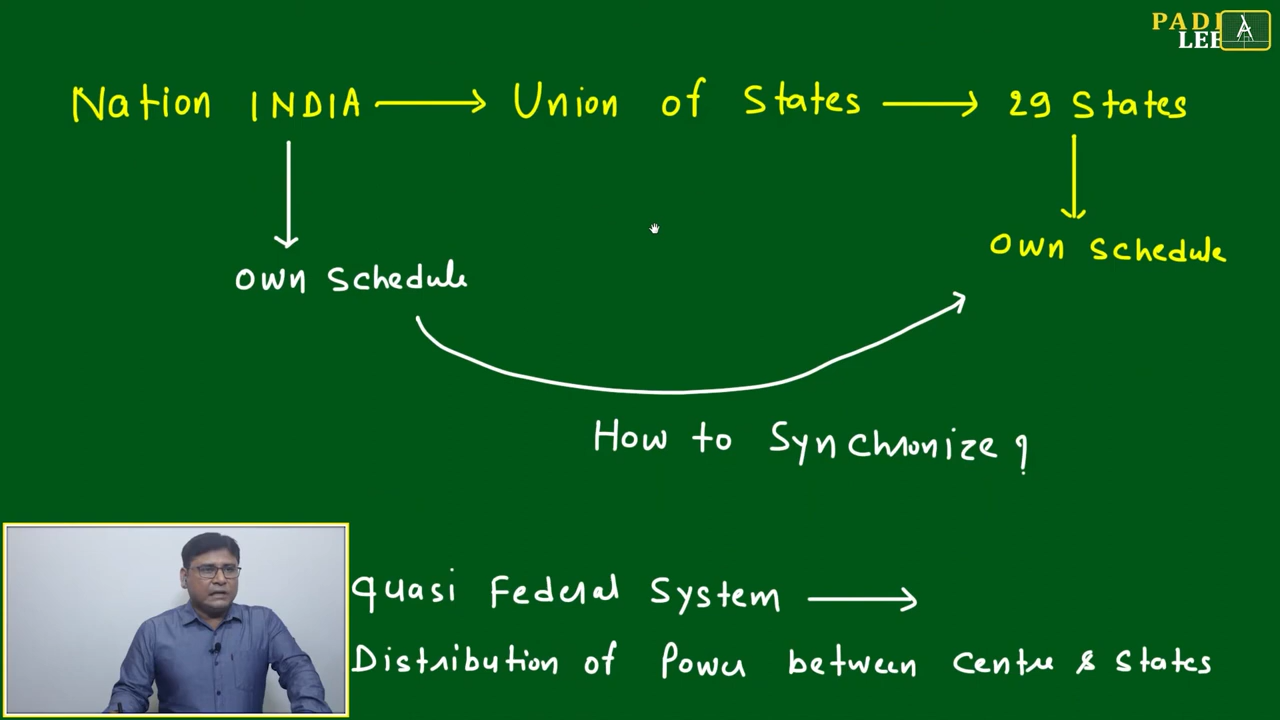 PADI
LEE
Nation INDIA → Union of States → 29 States
Own Schedule
Own Schedule
How to Synchronize ?
Quasi Federal System →
Distribution of Power between Centre & States